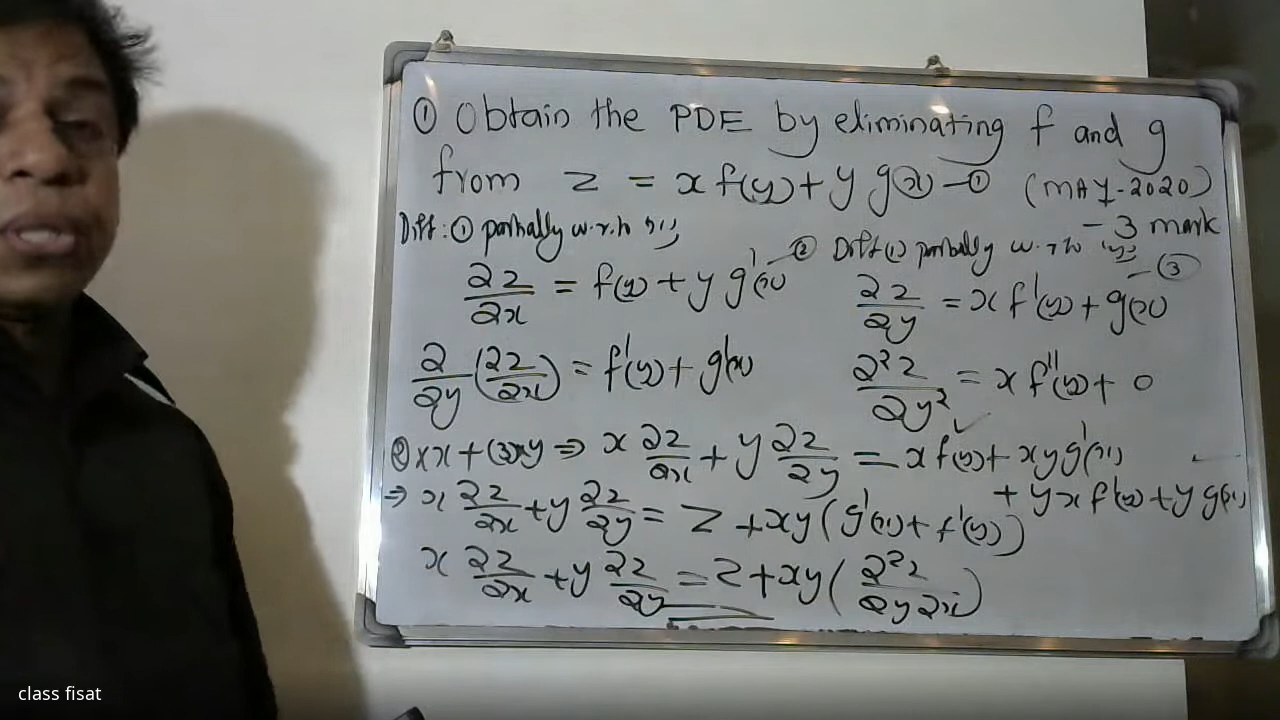 ① Obtain the PDE by eliminating f and g
from z = x f(y) + y g(x) —① (MAY-2020)
- 3 mark
Diff: ① partially w.r.to 'x'
∂z/∂x = f(y) + y g'(x) —②
∂/∂y (∂z/∂x) = f'(y) + g'(x)
Diff ① partially w.r.to 'y'
∂z/∂y = x f'(y) + g(x) —③
∂²z/∂y² = x f''(y) + 0
②×x + ③×y ⇒ x ∂z/∂x + y ∂z/∂y = x f(y) + xy g'(x)
+ yx f'(y) + y g(x)
⇒ x ∂z/∂x + y ∂z/∂y = z + xy (g'(x) + f'(y))
x ∂z/∂x + y ∂z/∂y = z + xy (∂²z/∂y∂x)
class fisat